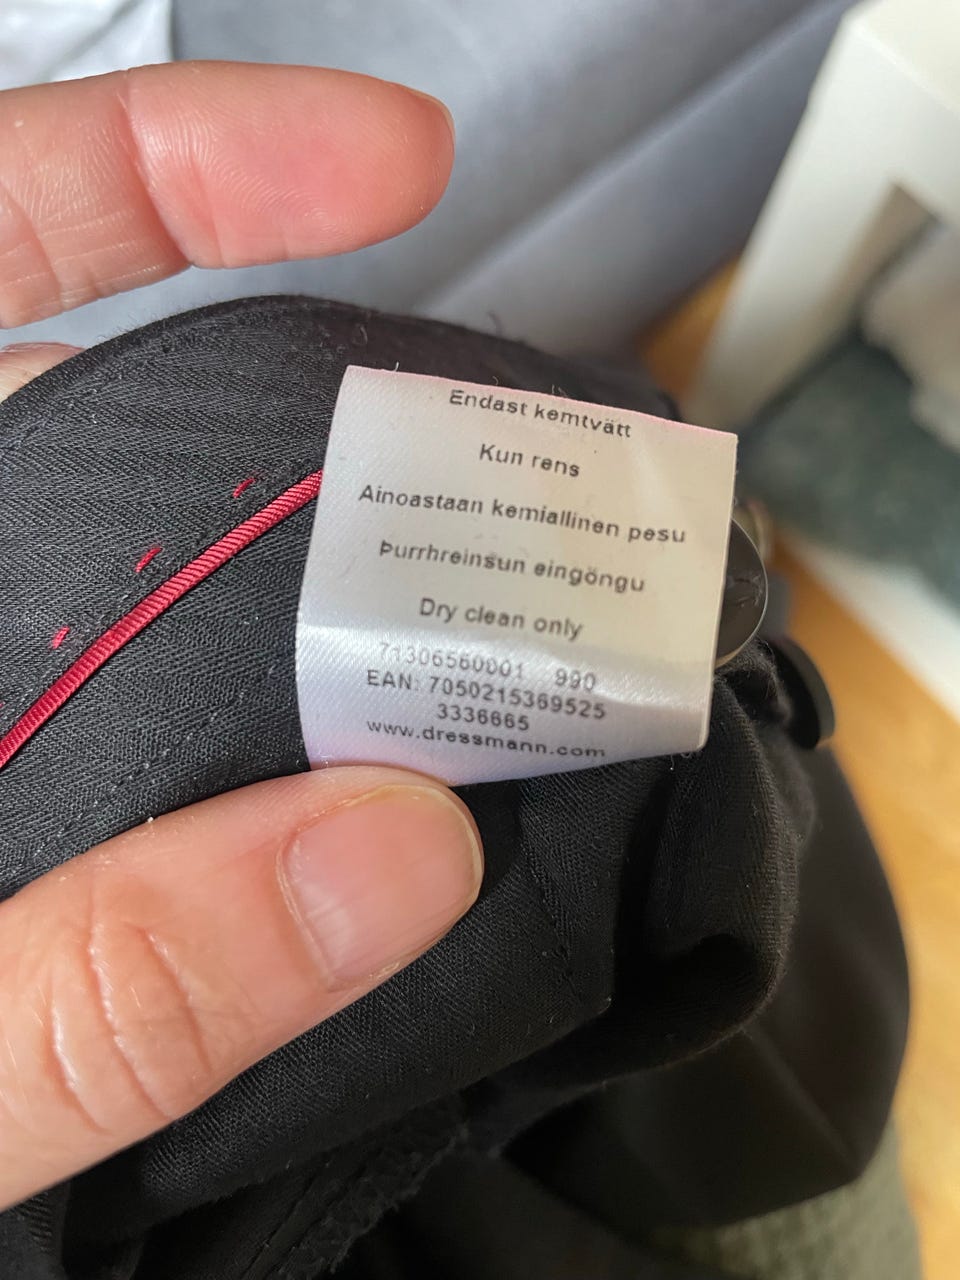 Endast kemtvätt
Kun rens
Ainoastaan kemiallinen pesu
Þurrhreinsun eingöngu
Dry clean only
71306560001 990
EAN: 7050215369525
3336665
www.dressmann.com